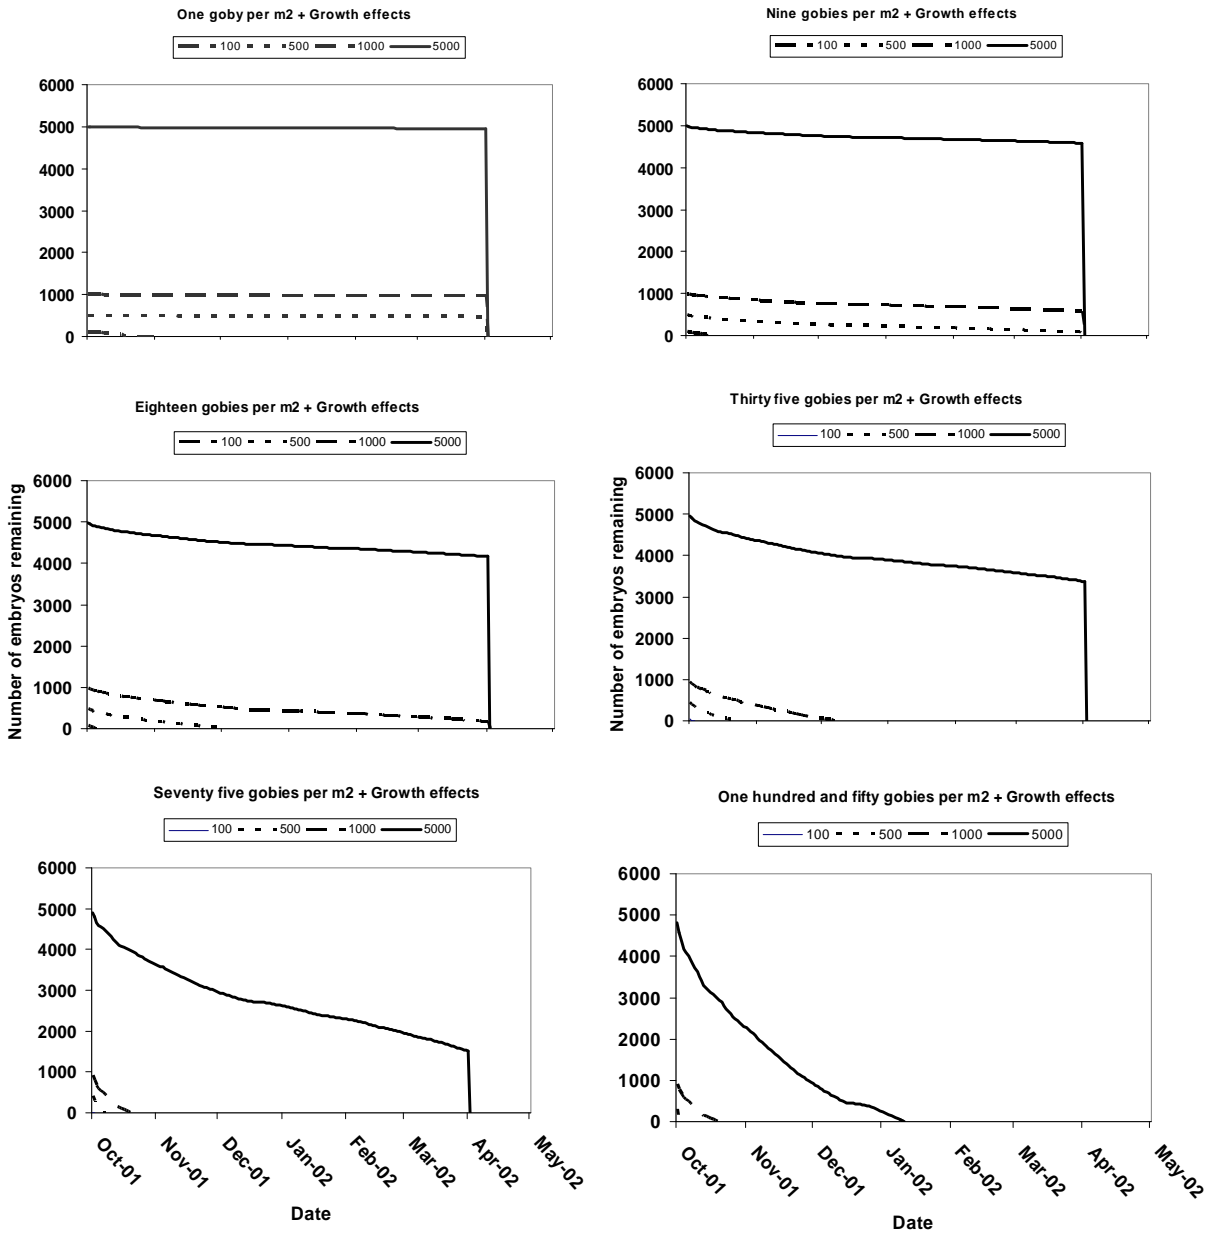 One goby per m2 + Growth effects
100 500 1000 5000
6000
5000
4000
3000
2000
1000
0
Nine gobies per m2 + Growth effects
100 500 1000 5000
6000
5000
4000
3000
2000
1000
0
Eighteen gobies per m2 + Growth effects
100 500 1000 5000
Number of embryos remaining
6000
5000
4000
3000
2000
1000
0
Thirty five gobies per m2 + Growth effects
100 500 1000 5000
Number of embryos remaining
6000
5000
4000
3000
2000
1000
0
Seventy five gobies per m2 + Growth effects
100 500 1000 5000
6000
5000
4000
3000
2000
1000
0
Oct-01 Nov-01 Dec-01 Jan-02 Feb-02 Mar-02 Apr-02 May-02
Date
One hundred and fifty gobies per m2 + Growth effects
100 500 1000 5000
6000
5000
4000
3000
2000
1000
0
Oct-01 Nov-01 Dec-01 Jan-02 Feb-02 Mar-02 Apr-02 May-02
Date